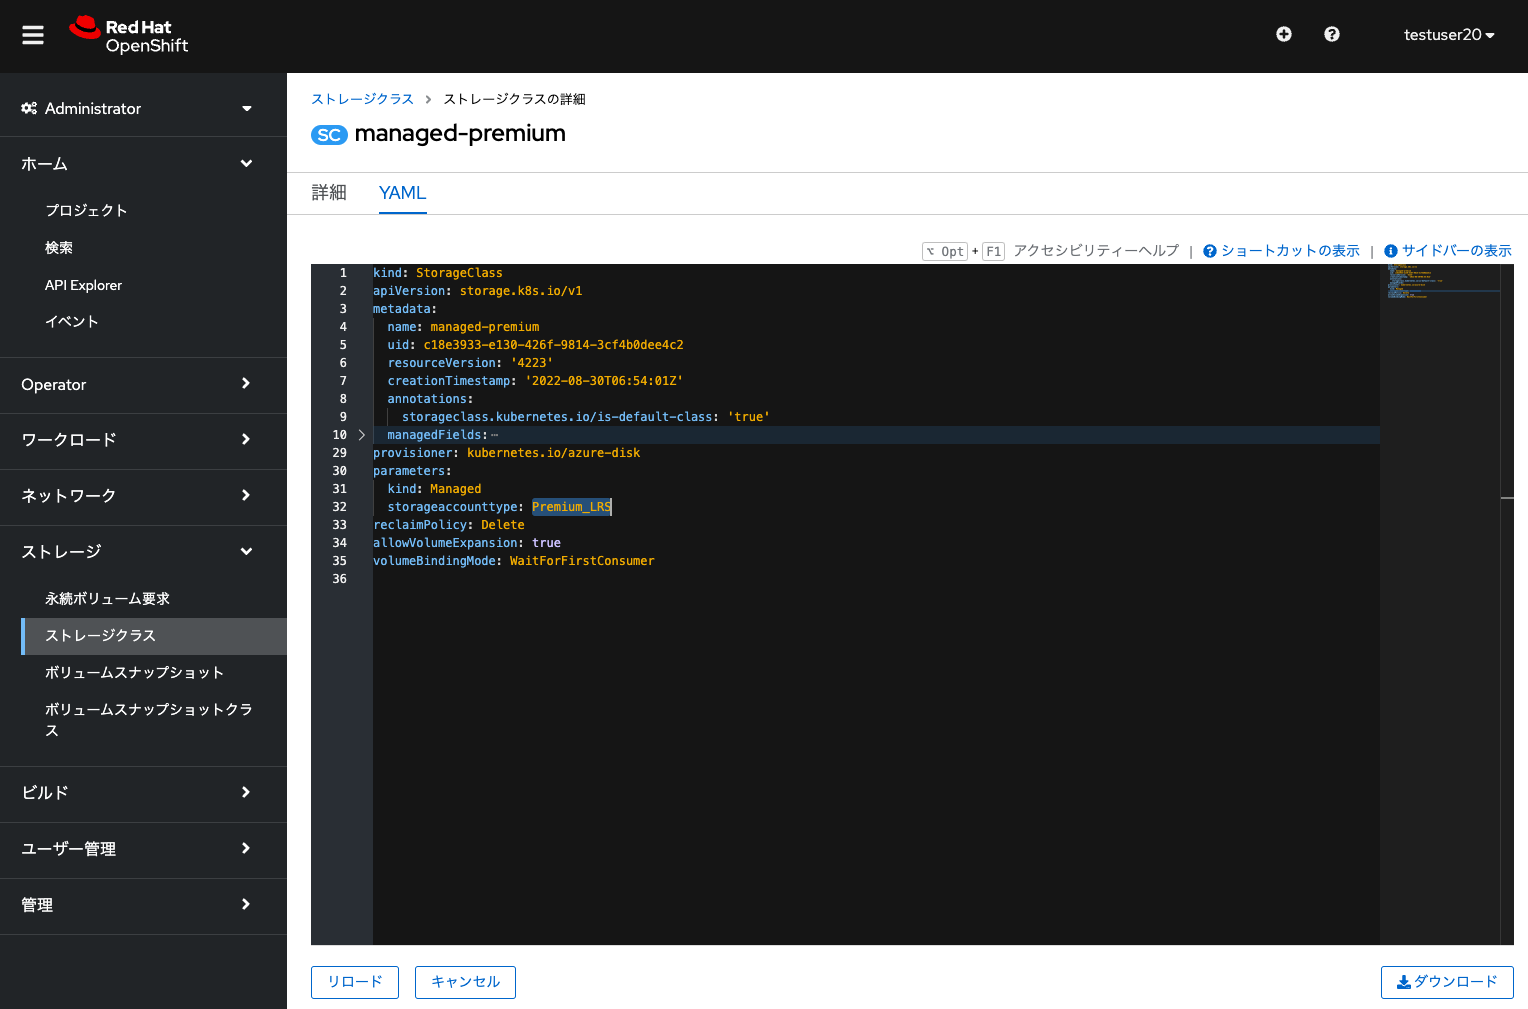 Red Hat
OpenShift
testuser20
Administrator
ホーム
プロジェクト
検索
API Explorer
イベント
Operator
ワークロード
ネットワーク
ストレージ
永続ボリューム要求
ストレージクラス
ボリュームスナップショット
ボリュームスナップショットクラ
ス
ビルド
ユーザー管理
管理
ストレージクラス > ストレージクラスの詳細
SC managed-premium
詳細 YAML
⌥ Opt + F1 アクセシビリティーヘルプ | ショートカットの表示 | サイドバーの表示
1 kind: StorageClass
2 apiVersion: storage.k8s.io/v1
3 metadata:
4 name: managed-premium
5 uid: c18e3933-e130-426f-9814-3cf4b0dee4c2
6 resourceVersion: '4223'
7 creationTimestamp: '2022-08-30T06:54:01Z'
8 annotations:
9 storageclass.kubernetes.io/is-default-class: 'true'
10 managedFields:⋯
29 provisioner: kubernetes.io/azure-disk
30 parameters:
31 kind: Managed
32 storageaccounttype: Premium_LRS
33 reclaimPolicy: Delete
34 allowVolumeExpansion: true
35 volumeBindingMode: WaitForFirstConsumer
36
リロード キャンセル ダウンロード